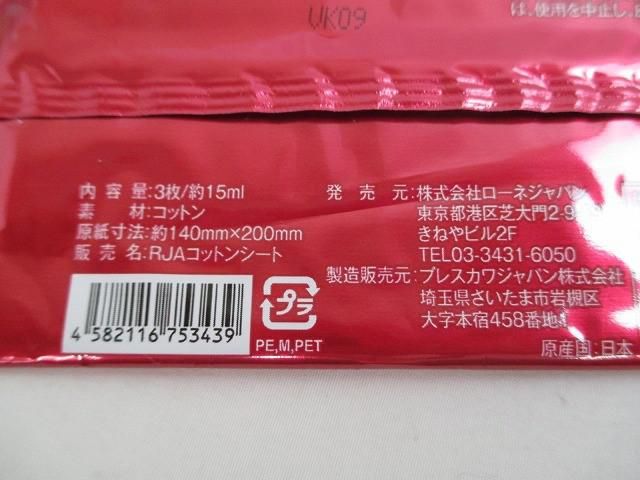 VK09
は、使用を中止し、
内容量:3枚/約15ml
素材:コットン
原紙寸法:約140mm×200mm
販売名:RJAコットンシート
4 582116 753439
プラ
PE,M,PET
発売元:株式会社ローネジャパン
東京都港区芝大門2-9
きねやビル2F
TEL03-3431-6050
製造販売元:プレスカワジャパン株式会社
埼玉県さいたま市岩槻区
大字本宿458番地1
原産国:日本